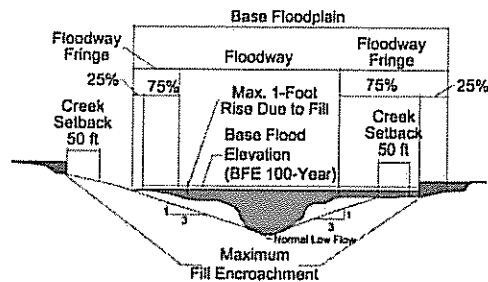 Base Floodplain
Floodway
Fringe
Floodway
Floodway
Fringe
25%
75%
75%
25%
Max. 1-Foot
Rise Due to Fill
Creek
Setback
50 ft
Base Flood
Elevation
(BFE 100-Year)
Creek
Setback
50 ft
1
3
3
1
Normal Low Flow
Maximum
Fill Encroachment